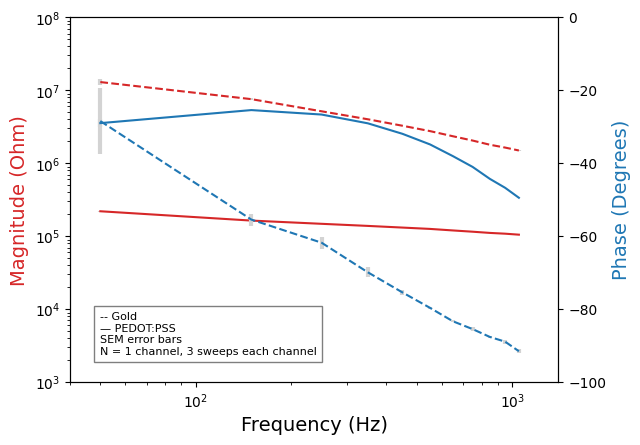 10^8
10^7
10^6
10^5
10^4
10^3
Magnitude (Ohm)
0
−20
−40
−60
−80
−100
Phase (Degrees)
-- Gold
— PEDOT:PSS
SEM error bars
N = 1 channel, 3 sweeps each channel
10^2
10^3
Frequency (Hz)